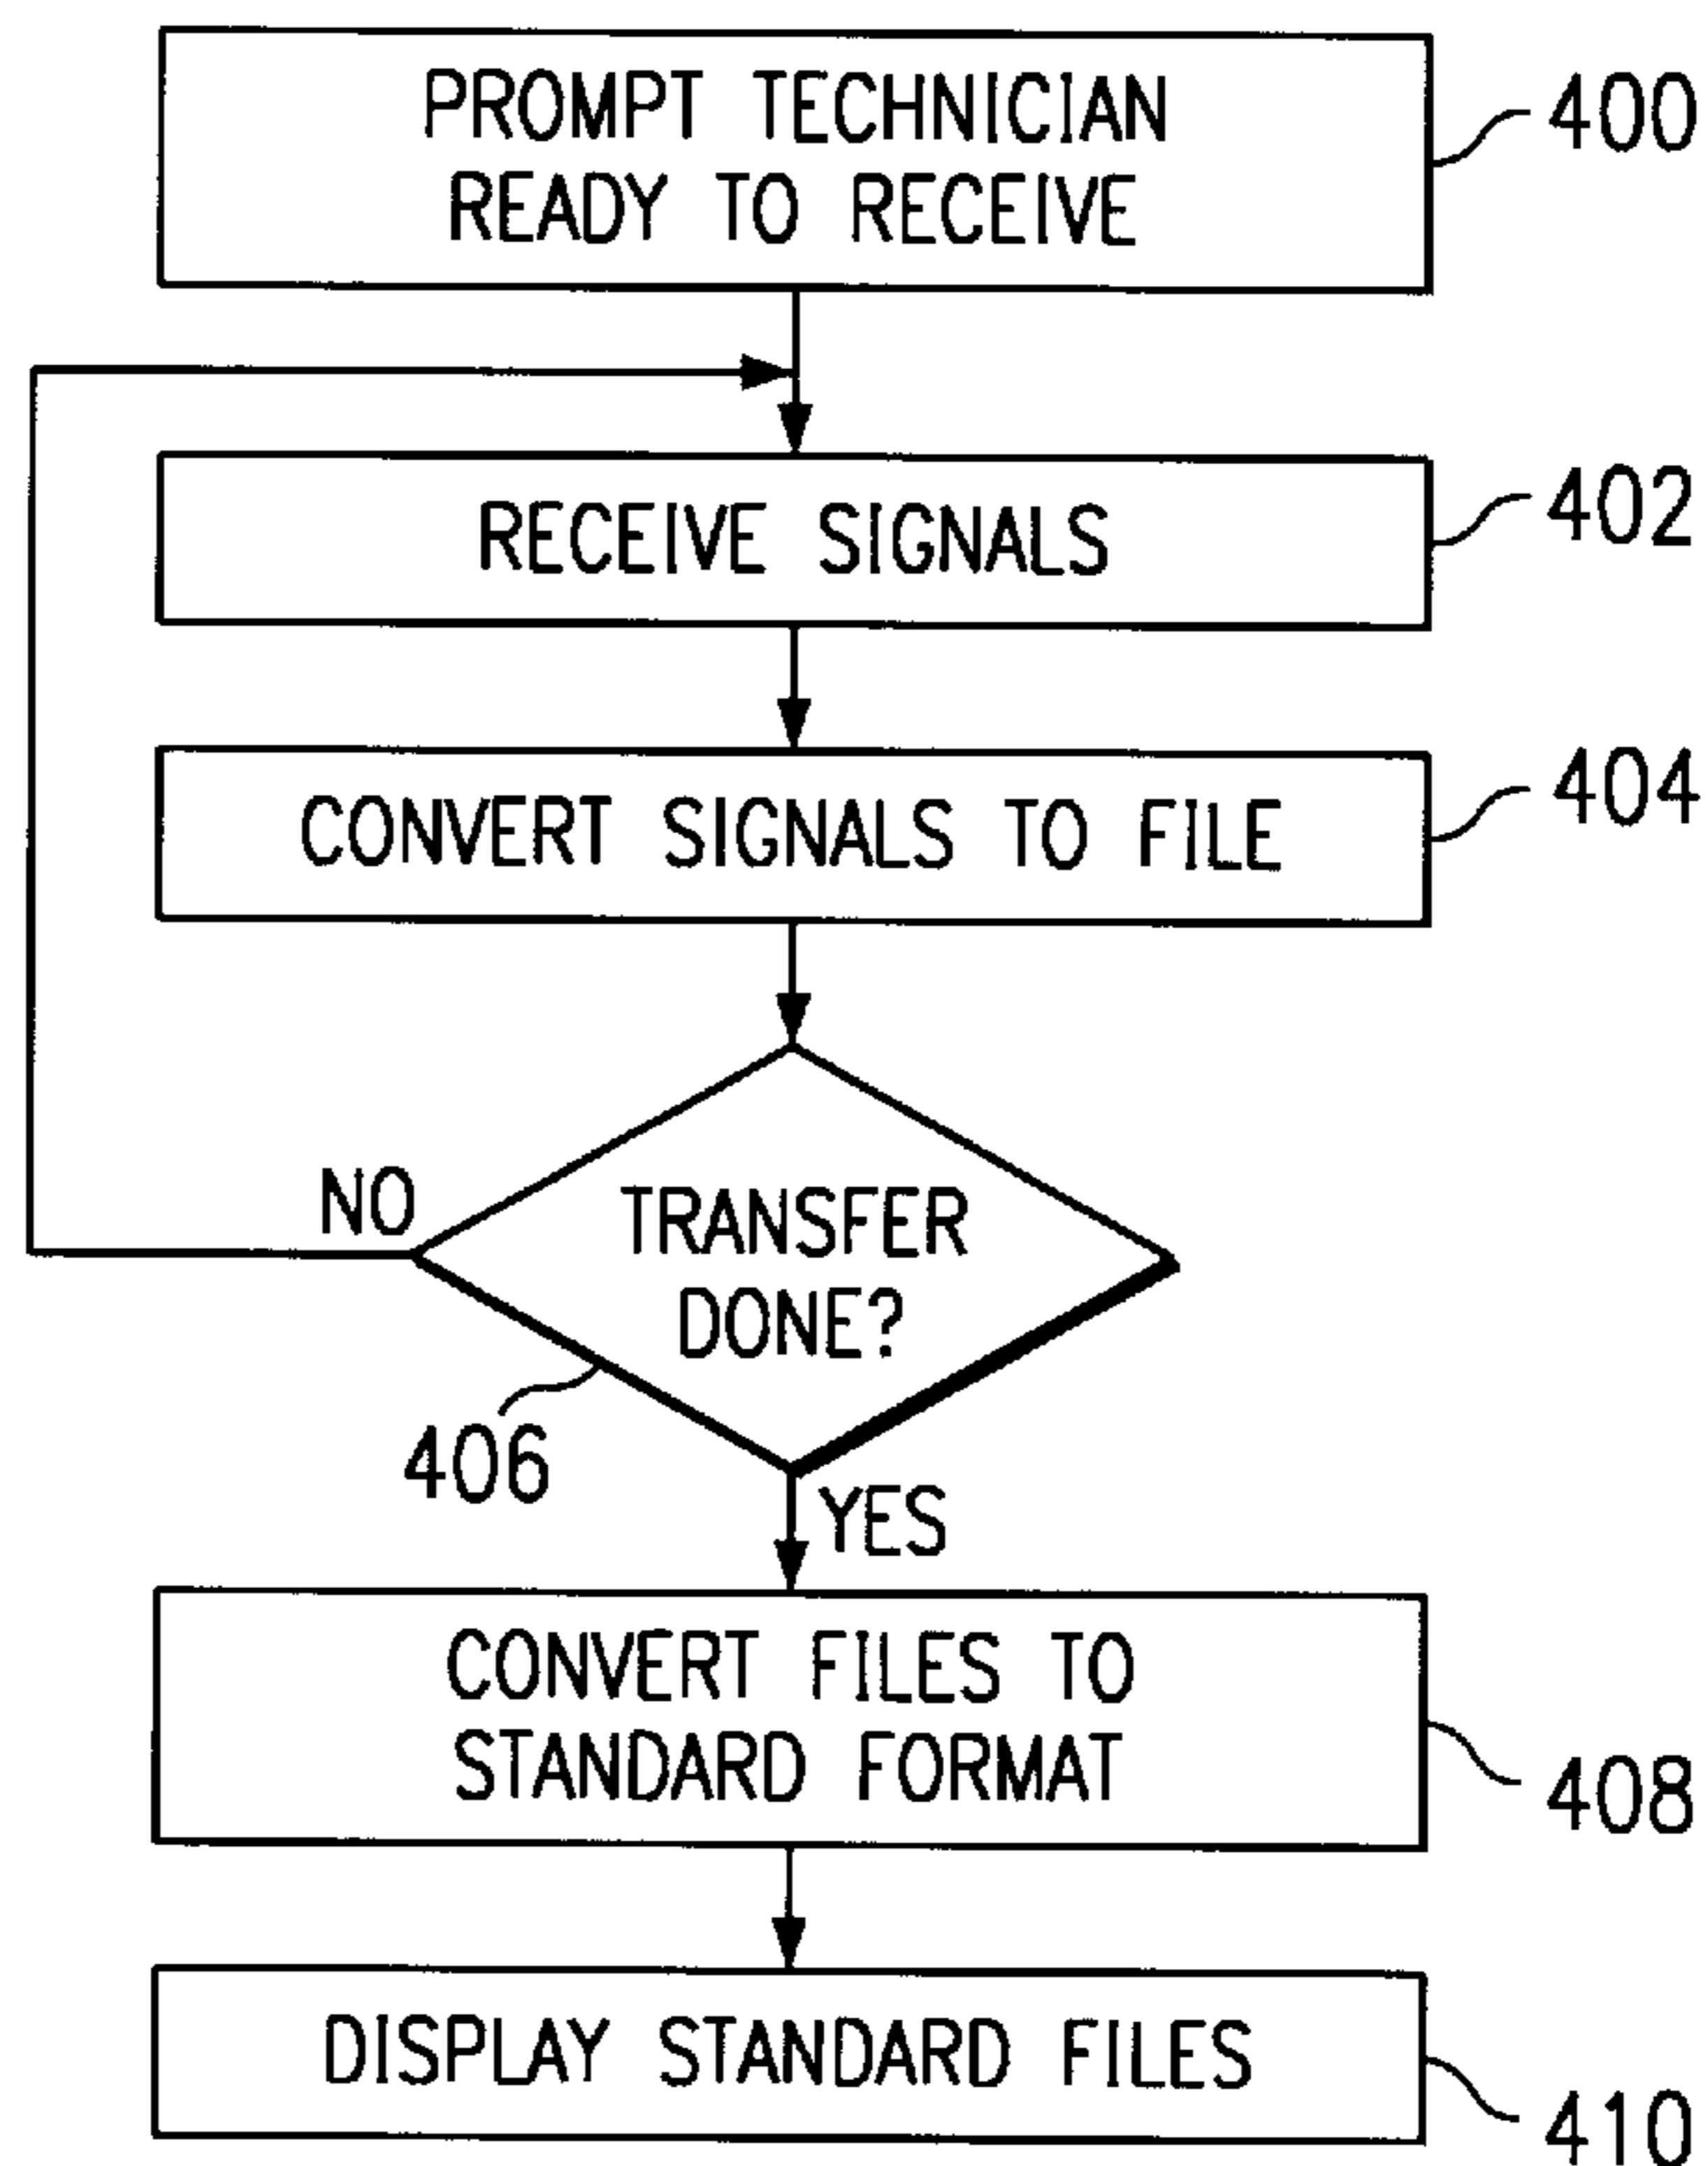 PROMPT TECHNICIAN
READY TO RECEIVE
400
RECEIVE SIGNALS
402
CONVERT SIGNALS TO FILE
404
NO
TRANSFER
DONE?
406
YES
CONVERT FILES TO
STANDARD FORMAT
408
DISPLAY STANDARD FILES
410